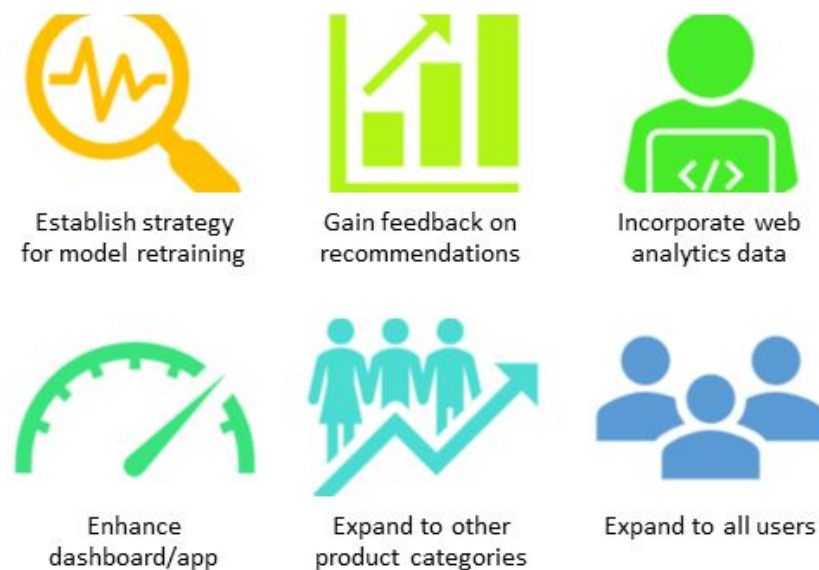 </>
Establish strategy
for model retraining
Gain feedback on
recommendations
Incorporate web
analytics data
Enhance
dashboard/app
Expand to other
product categories
Expand to all users